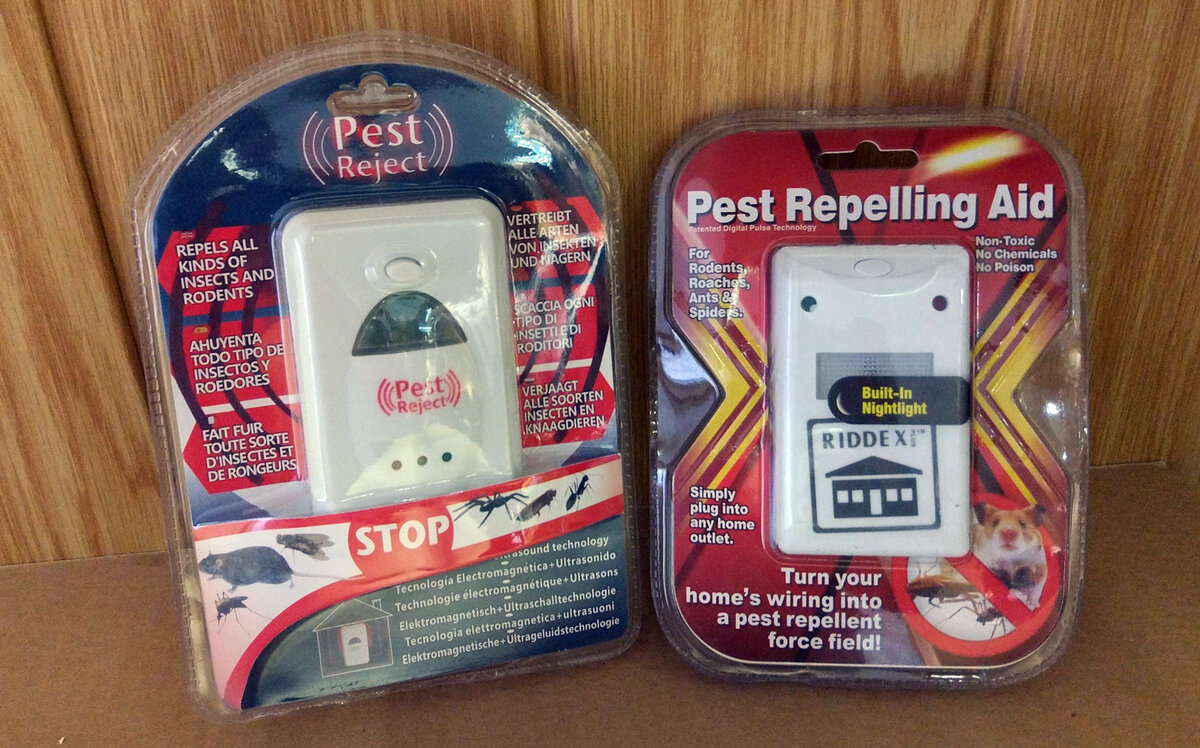 Pest
Reject
REPELS ALL
KINDS OF
INSECTS AND
RODENTS
AHUYENTA
TODO TIPO DE
INSECTOS Y
ROEDORES
FAIT FUIR
TOUTE SORTE
D'INSECTES ET
DE RONGEURS
VERTREIBT
ALLE ARTEN
VON INSEKTEN
UND NAGERN
SCACCIA OGNI
TIPO DI
INSETTI E DI
RODITORI
VERJAAGT
ALLE SOORTEN
INSECTEN EN
KNAAGDIEREN
Pest
Reject
STOP
technology
Tecnología Electromagnética+Ultrasonido
Technologie électromagnétique+Ultrasons
Elektromagnetisch+Ultraschalltechnologie
Tecnologia elettromagnetica+ultrasuoni
Elektromagnetische+Ultrageluidstechnologie
Pest Repelling Aid
Patented Digital Pulse Technology
For
Rodents,
Roaches,
Ants &
Spiders.
Non-Toxic
No Chemicals
No Poison
Built-In
Nightlight
RIDDEX PLUS
Simply
plug into
any home
outlet.
Turn your
home's wiring into
a pest repellent
force field!